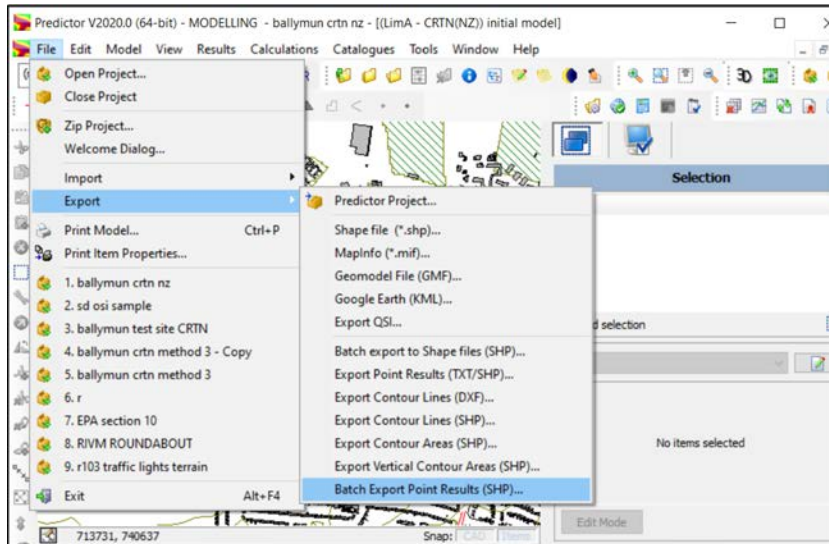 Predictor V2020.0 (64-bit) - MODELLING - ballymun crtn nz - [(LimA - CRTN(NZ)) initial model]
File Edit Model View Results Calculations Catalogues Tools Window Help
3D
Open Project...
Close Project
Zip Project...
Welcome Dialog...
Import
Export
Print Model... Ctrl+P
Print Item Properties...
1. ballymun crtn nz
2. sd osi sample
3. ballymun test site CRTN
4. ballymun crtn method 3 - Copy
5. ballymun crtn method 3
6. r
7. EPA section 10
8. RIVM ROUNDABOUT
9. r103 traffic lights terrain
Exit Alt+F4
Predictor Project...
Shape file (*.shp)...
MapInfo (*.mif)...
Geomodel File (GMF)...
Google Earth (KML)...
Export QSI...
Batch export to Shape files (SHP)...
Export Point Results (TXT/SHP)...
Export Contour Lines (DXF)...
Export Contour Lines (SHP)...
Export Contour Areas (SHP)...
Export Vertical Contour Areas (SHP)...
Batch Export Point Results (SHP)...
Selection
d selection
No items selected
Edit Mode
713731, 740637 Snap: CAD Items